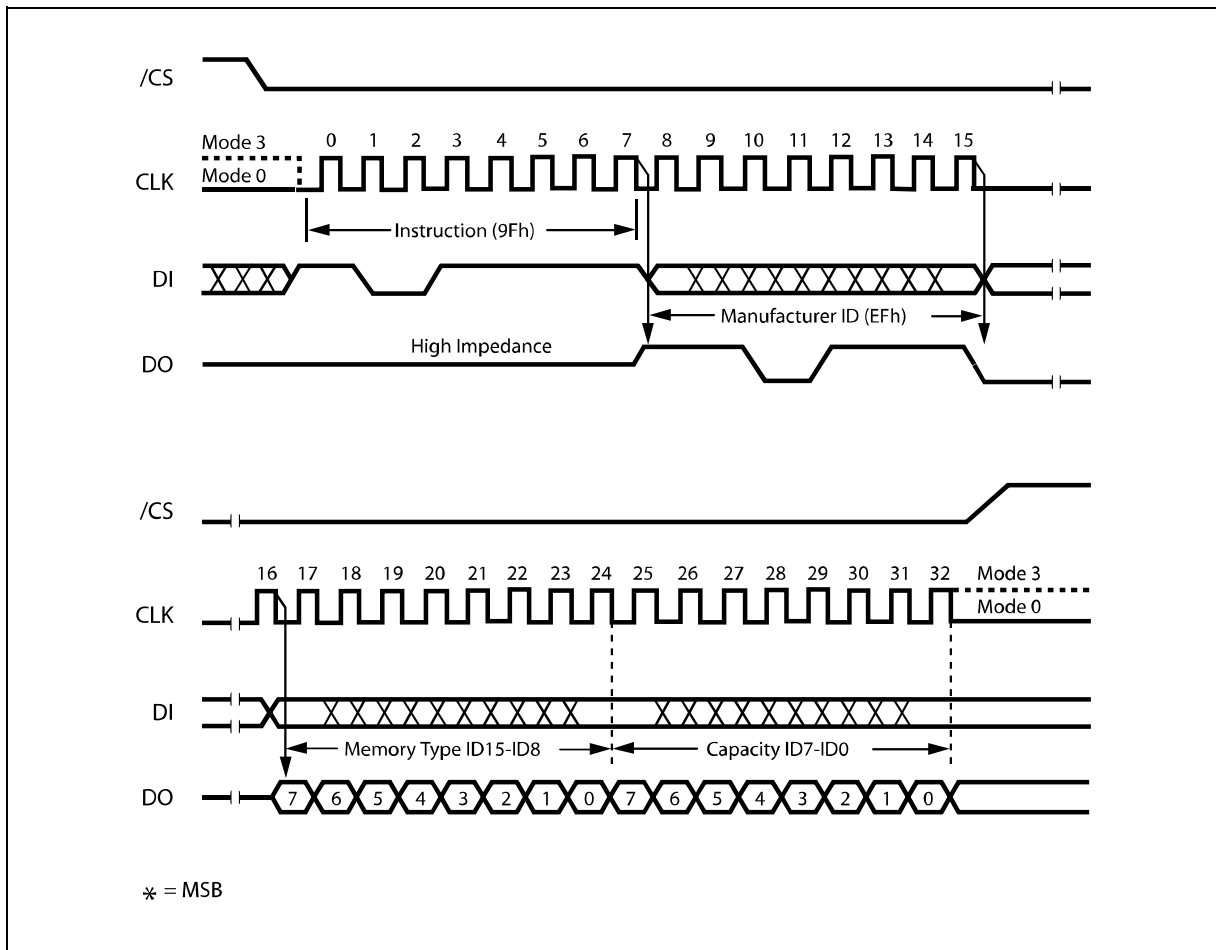 /CS
Mode 3
Mode 0
CLK
0 1 2 3 4 5 6 7 8 9 10 11 12 13 14 15
Instruction (9Fh)
DI
Manufacturer ID (EFh)
High Impedance
DO
/CS
16 17 18 19 20 21 22 23 24 25 26 27 28 29 30 31 32
Mode 3
Mode 0
CLK
DI
Memory Type ID15-ID8
Capacity ID7-ID0
DO
7 6 5 4 3 2 1 0 7 6 5 4 3 2 1 0
* = MSB